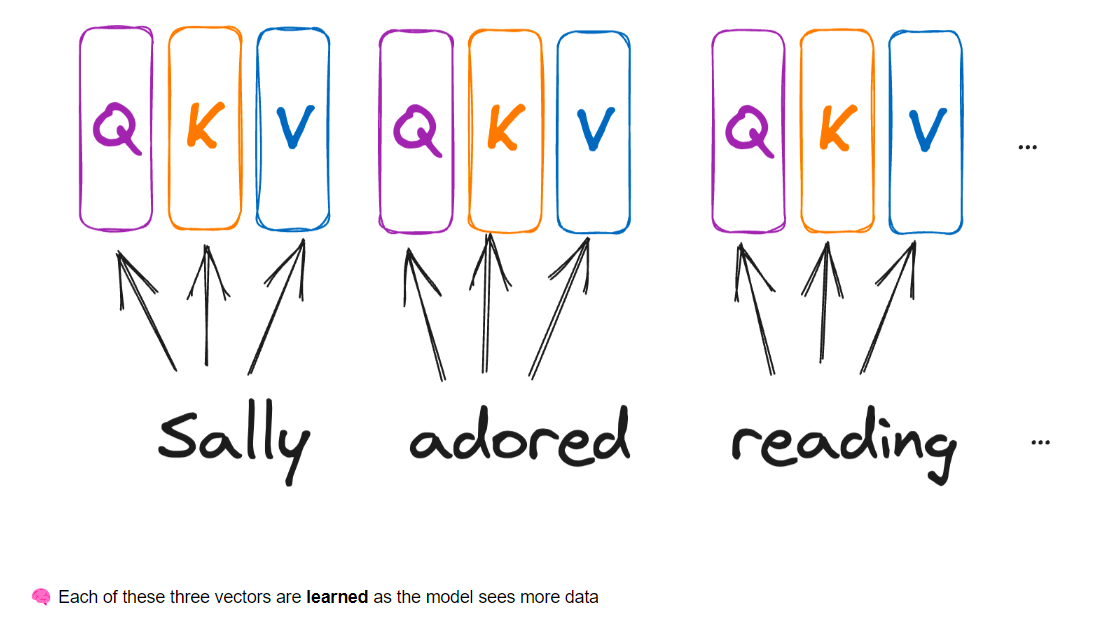 Q K V Q K V Q K V ...
Sally adored reading ...
🧠 Each of these three vectors are learned as the model sees more data